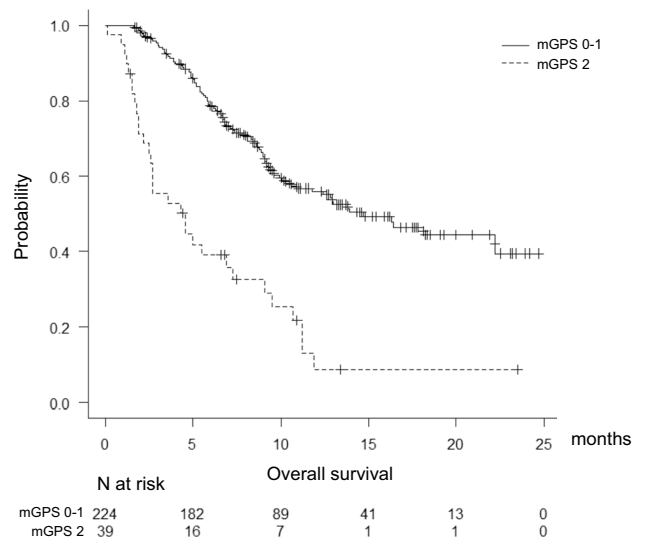 1.0
mGPS 0-1
mGPS 2
0.8
0.6
Probability
0.4
0.2
0.0
0 5 10 15 20 25 months
Overall survival
N at risk
mGPS 0-1 224 182 89 41 13 0
mGPS 2 39 16 7 1 1 0